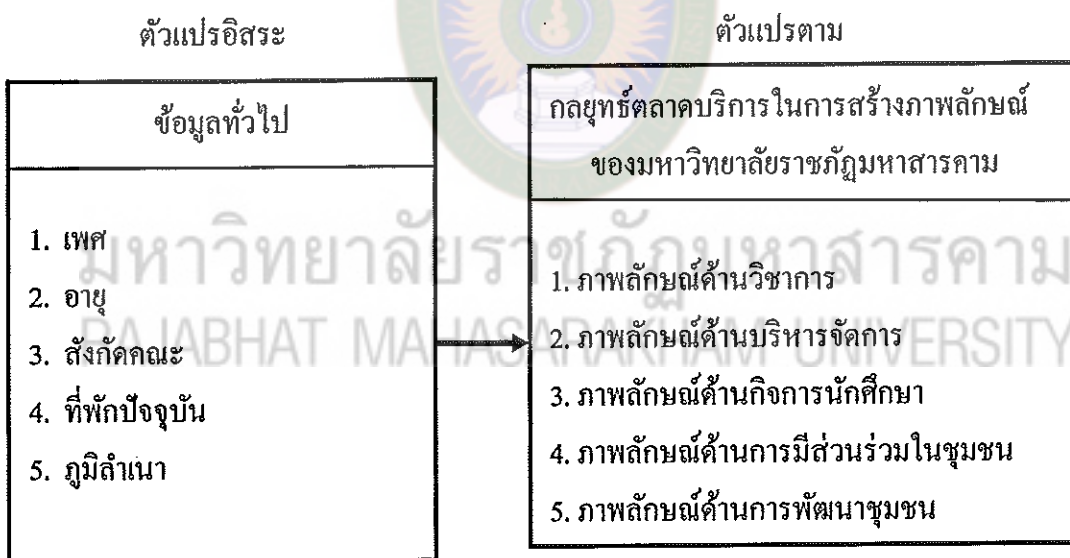 ตัวแปรอิสระ
ข้อมูลทั่วไป
1. เพศ
2. อายุ
3. สังกัดคณะ
4. ที่พักปัจจุบัน
5. ภูมิลำเนา
ตัวแปรตาม
กลยุทธ์ตลาดบริการในการสร้างภาพลักษณ์
ของมหาวิทยาลัยราชภัฏมหาสารคาม
1. ภาพลักษณ์ด้านวิชาการ
2. ภาพลักษณ์ด้านบริหารจัดการ
3. ภาพลักษณ์ด้านกิจการนักศึกษา
4. ภาพลักษณ์ด้านการมีส่วนร่วมในชุมชน
5. ภาพลักษณ์ด้านการพัฒนาชุมชน
มหาวิทยาลัยราชภัฏมหาสารคาม
RAJABHAT MAHASARAKHAM UNIVERSITY